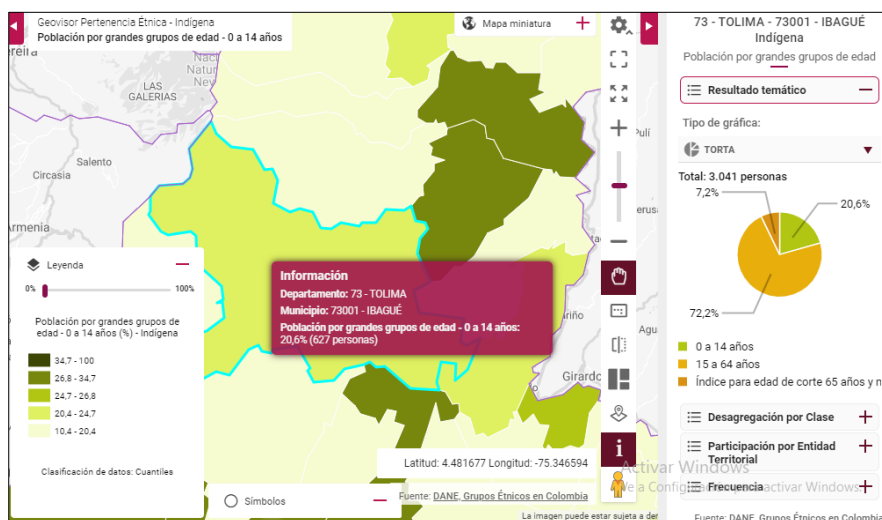 Geovisor Pertenencia Étnica - Indígena
Población por grandes grupos de edad - 0 a 14 años
Mapa miniatura
LAS
GALERIAS
Salento
Circasia
Armenia
Girardo
Leyenda
0%
100%
Población por grandes grupos de
edad - 0 a 14 años (%) - Indígena
34,7 - 100
26,8 - 34,7
24,7 - 26,8
20,4 - 24,7
10,4 - 20,4
Clasificación de datos: Cuantiles
Información
Departamento: 73 - TOLIMA
Municipio: 73001 - IBAGUÉ
Población por grandes grupos de edad - 0 a 14 años:
20,6% (627 personas)
Latitud: 4.481677 Longitud: -75.346594
Símbolos
Fuente: DANE, Grupos Étnicos en Colombia
La imagen puede estar sujeta a der
73 - TOLIMA - 73001 - IBAGUÉ
Indígena
Población por grandes grupos de edad
Resultado temático
Tipo de gráfica:
TORTA
Total: 3.041 personas
7,2%
20,6%
72,2%
0 a 14 años
15 a 64 años
índice para edad de corte 65 años y n
Desagregación por Clase
Participación por Entidad
Territorial
Frecuencia
Activar Windows
Fuente: DANE, Grupos Étnicos en Colombia